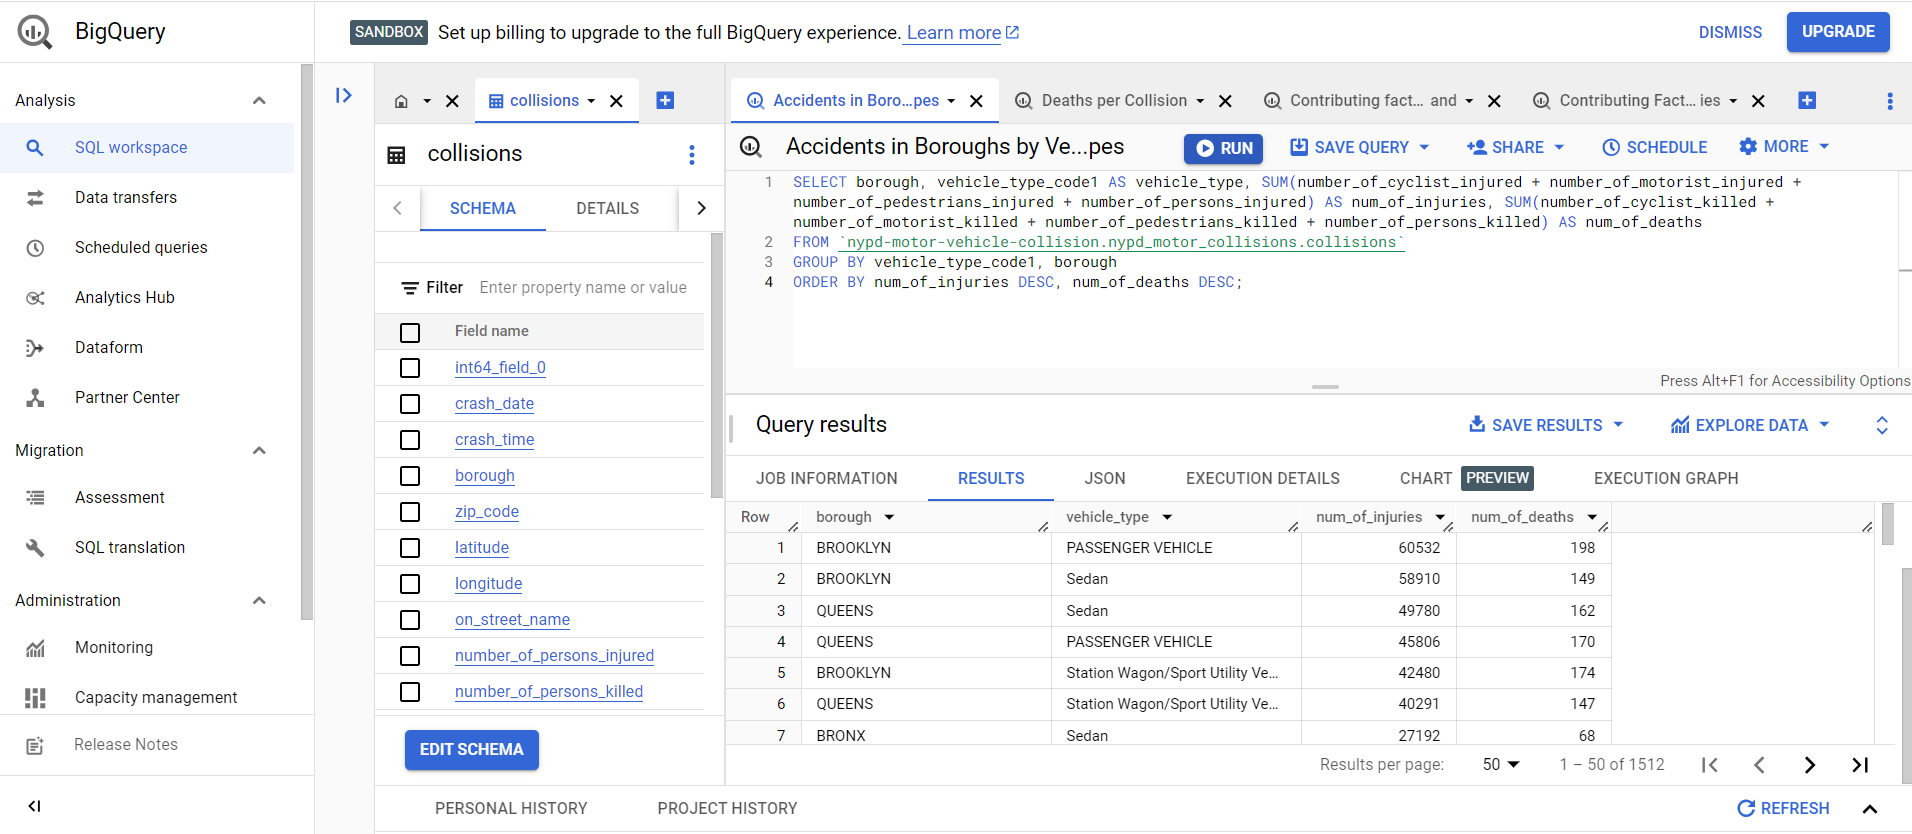 BigQuery
SANDBOX Set up billing to upgrade to the full BigQuery experience. Learn more
DISMISS
UPGRADE
Analysis
SQL workspace
Data transfers
Scheduled queries
Analytics Hub
Dataform
Partner Center
Migration
Assessment
SQL translation
Administration
Monitoring
Capacity management
Release Notes
collisions
collisions
SCHEMA DETAILS
Filter Enter property name or value
Field name
int64_field_0
crash_date
crash_time
borough
zip_code
latitude
longitude
on_street_name
number_of_persons_injured
number_of_persons_killed
EDIT SCHEMA
Accidents in Boro...pes Deaths per Collision Contributing fact... and Contributing Fact... ies
Accidents in Boroughs by Ve...pes RUN SAVE QUERY SHARE SCHEDULE MORE
1 SELECT borough, vehicle_type_code1 AS vehicle_type, SUM(number_of_cyclist_injured + number_of_motorist_injured +
number_of_pedestrians_injured + number_of_persons_injured) AS num_of_injuries, SUM(number_of_cyclist_killed +
number_of_motorist_killed + number_of_pedestrians_killed + number_of_persons_killed) AS num_of_deaths
2 FROM `nypd-motor-vehicle-collision.nypd_motor_collisions.collisions`
3 GROUP BY vehicle_type_code1, borough
4 ORDER BY num_of_injuries DESC, num_of_deaths DESC;
Press Alt+F1 for Accessibility Options
Query results SAVE RESULTS EXPLORE DATA
JOB INFORMATION RESULTS JSON EXECUTION DETAILS CHART PREVIEW EXECUTION GRAPH
Row borough vehicle_type num_of_injuries num_of_deaths
1 BROOKLYN PASSENGER VEHICLE 60532 198
2 BROOKLYN Sedan 58910 149
3 QUEENS Sedan 49780 162
4 QUEENS PASSENGER VEHICLE 45806 170
5 BROOKLYN Station Wagon/Sport Utility Ve... 42480 174
6 QUEENS Station Wagon/Sport Utility Ve... 40291 147
7 BRONX Sedan 27192 68
Results per page: 50 1 – 50 of 1512
PERSONAL HISTORY PROJECT HISTORY REFRESH